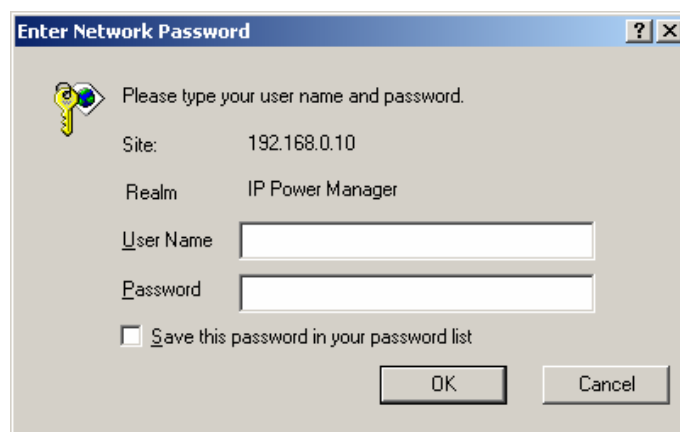 Enter Network Password
Please type your user name and password.
Site: 192.168.0.10
Realm IP Power Manager
User Name
Password
Save this password in your password list
OK Cancel